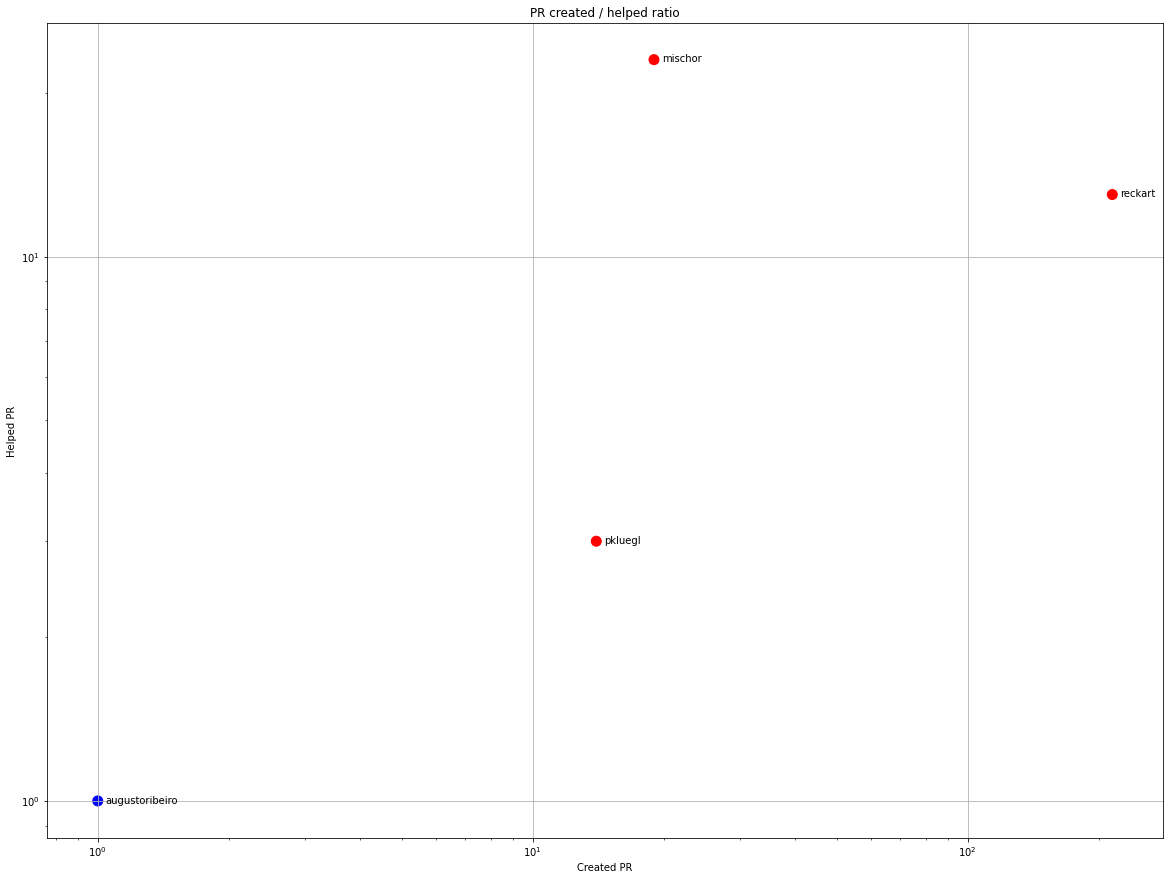 PR created / helped ratio
mischor
reckart
10¹
Helped PR
pkluegl
10⁰
augustoribeiro
10⁰
10¹
10²
Created PR